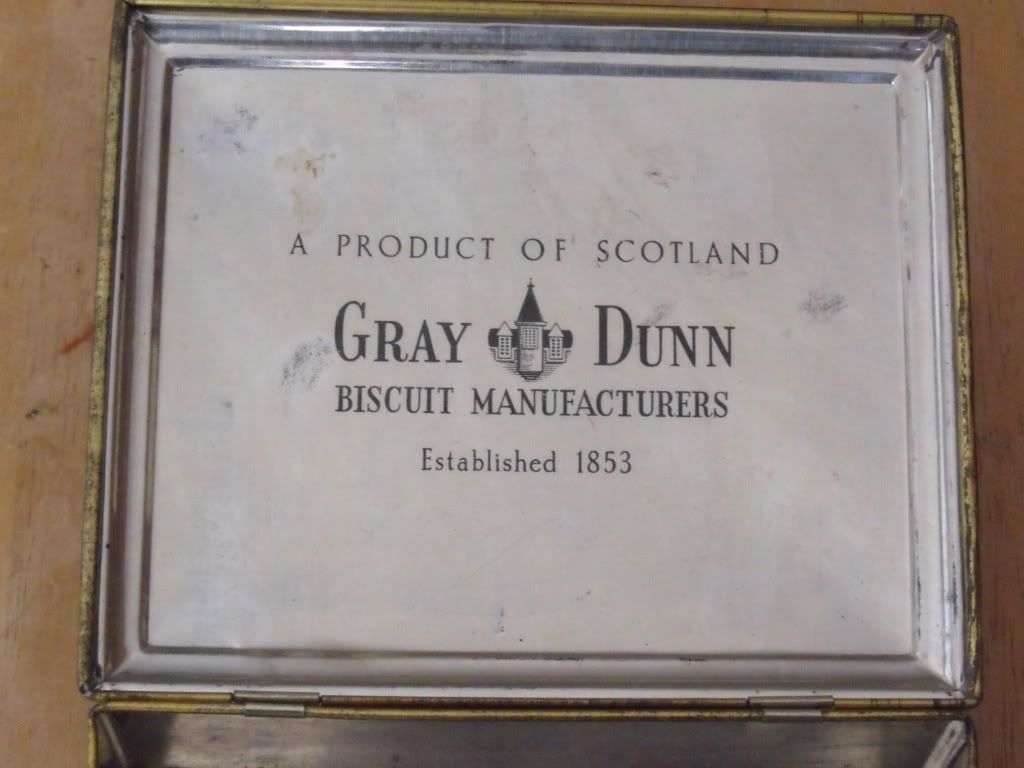 A PRODUCT OF SCOTLAND
GRAY DUNN
BISCUIT MANUFACTURERS
Established 1853